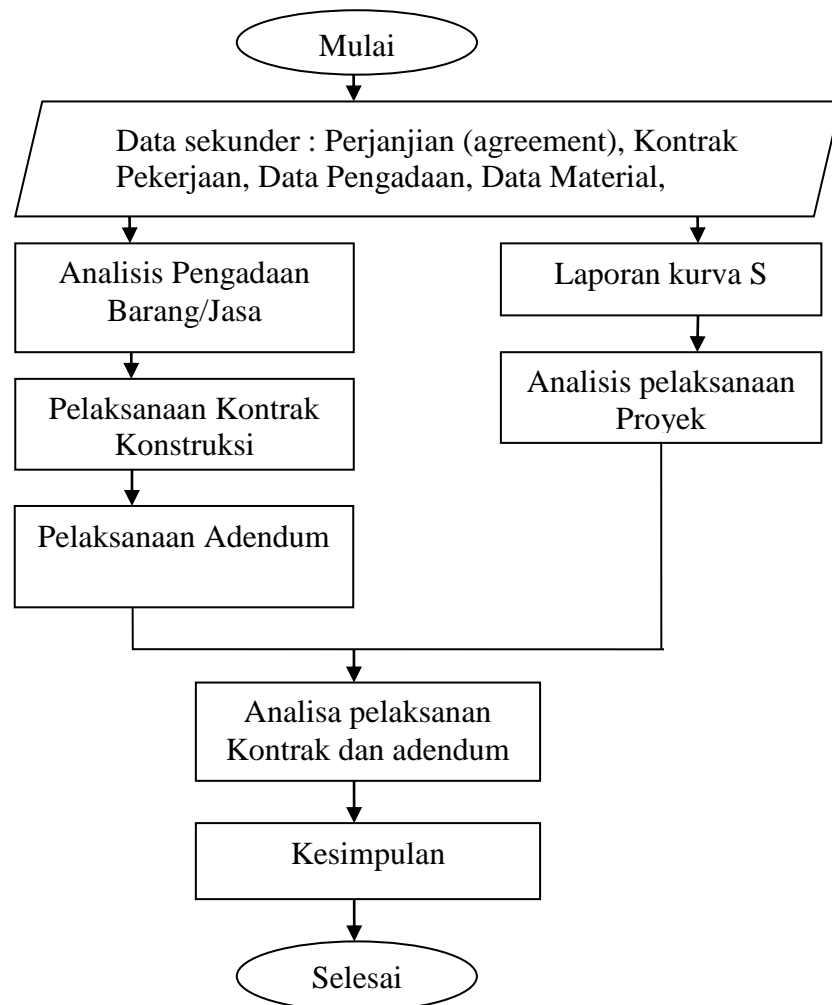 Mulai
Data sekunder : Perjanjian (agreement), Kontrak
Pekerjaan, Data Pengadaan, Data Material,
Analisis Pengadaan
Barang/Jasa
Pelaksanaan Kontrak
Konstruksi
Pelaksanaan Adendum
Laporan kurva S
Analisis pelaksanaan
Proyek
Analisa pelaksanan
Kontrak dan adendum
Kesimpulan
Selesai